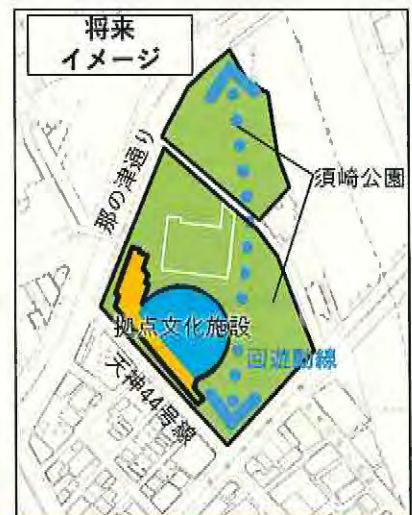 将来
イメージ
那の津通り
須崎公園
拠点文化施設
回遊動線
天神44号線